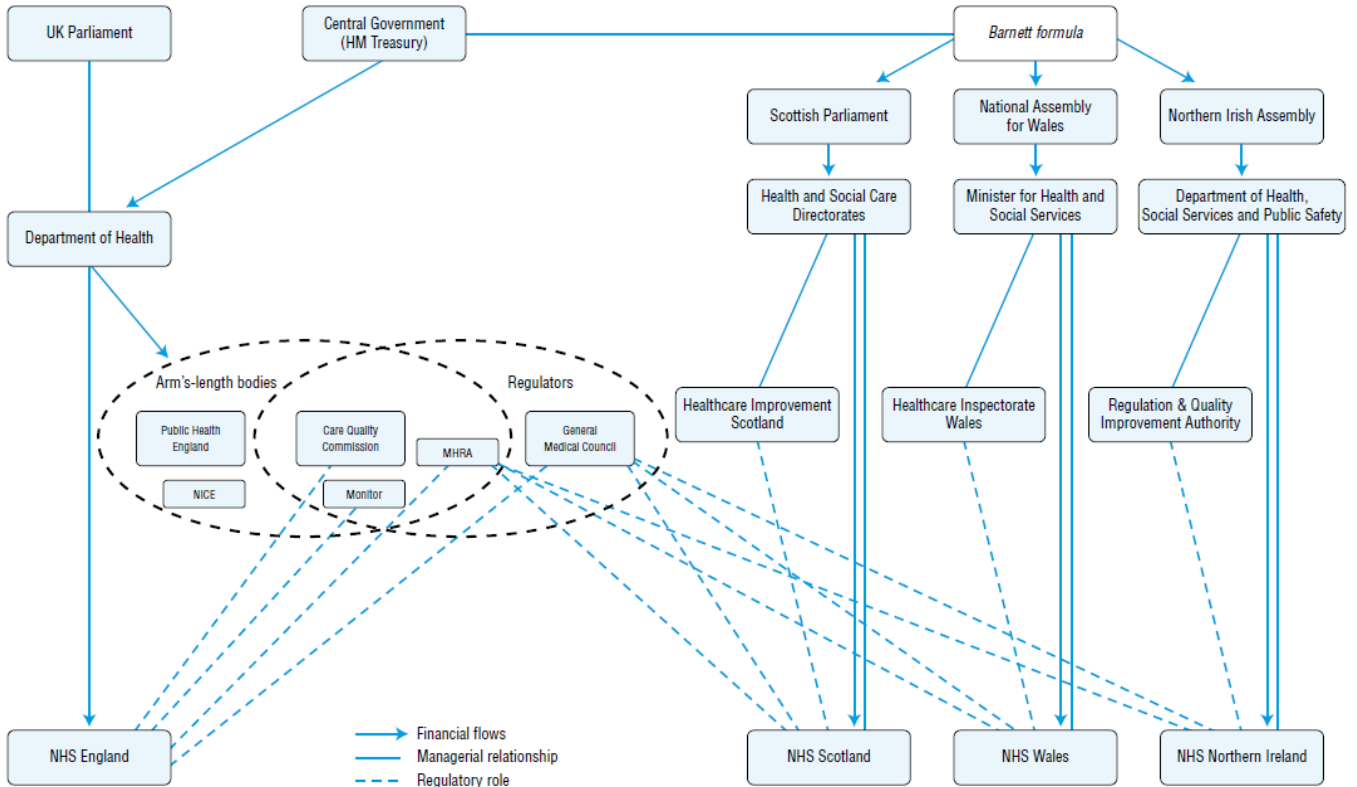 UK Parliament
Central Government
(HM Treasury)
Barnett formula
Scottish Parliament
National Assembly
for Wales
Northern Irish Assembly
Department of Health
Health and Social Care
Directorates
Minister for Health and
Social Services
Department of Health,
Social Services and Public Safety
Arm's-length bodies
Regulators
Public Health
England
Care Quality
Commission
MHRA
General
Medical Council
NICE
Monitor
Healthcare Improvement
Scotland
Healthcare Inspectorate
Wales
Regulation & Quality
Improvement Authority
NHS England
Financial flows
Managerial relationship
Regulatory role
NHS Scotland
NHS Wales
NHS Northern Ireland